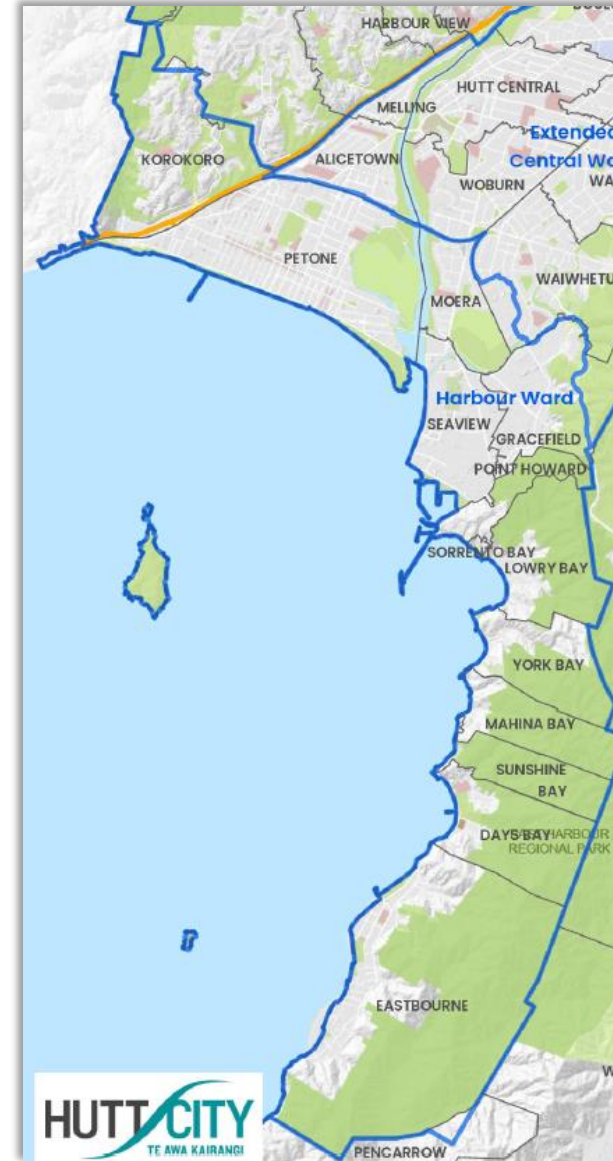 HARBOUR VIEW
HUTT CENTRAL
MELLING
Extended
Central
KOROKORO
ALICETOWN
WOBURN
PETONE
WAIWHETU
MOERA
Harbour Ward
SEAVIEW
GRACEFIELD
POINT HOWARD
SORRENTO BAY
LOWRY BAY
YORK BAY
MAHINA BAY
SUNSHINE
BAY
DAYS BAY
HARBOUR
REGIONAL PARK
EASTBOURNE
HUTT CITY
TE AWA KAIRANGI
PENCARROW